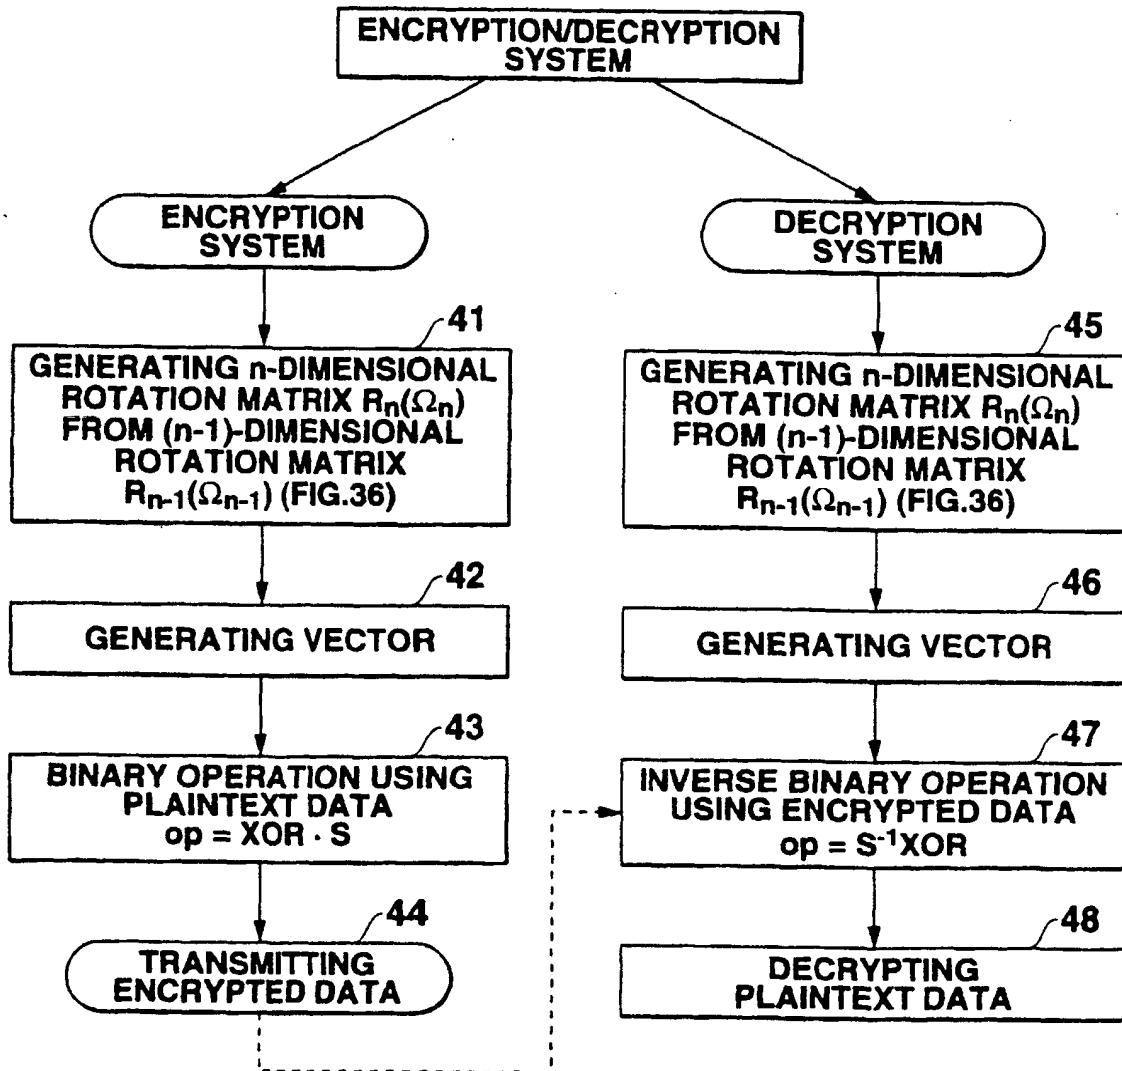 ENCRYPTION/DECRYPTION
SYSTEM
ENCRYPTION
SYSTEM
41
GENERATING n-DIMENSIONAL
ROTATION MATRIX Rn(Ωn)
FROM (n-1)-DIMENSIONAL
ROTATION MATRIX
Rn-1(Ωn-1) (FIG.36)
42
GENERATING VECTOR
43
BINARY OPERATION USING
PLAINTEXT DATA
op = XOR · S
44
TRANSMITTING
ENCRYPTED DATA
DECRYPTION
SYSTEM
45
GENERATING n-DIMENSIONAL
ROTATION MATRIX Rn(Ωn)
FROM (n-1)-DIMENSIONAL
ROTATION MATRIX
Rn-1(Ωn-1) (FIG.36)
46
GENERATING VECTOR
47
INVERSE BINARY OPERATION
USING ENCRYPTED DATA
op = S⁻¹XOR
48
DECRYPTING
PLAINTEXT DATA